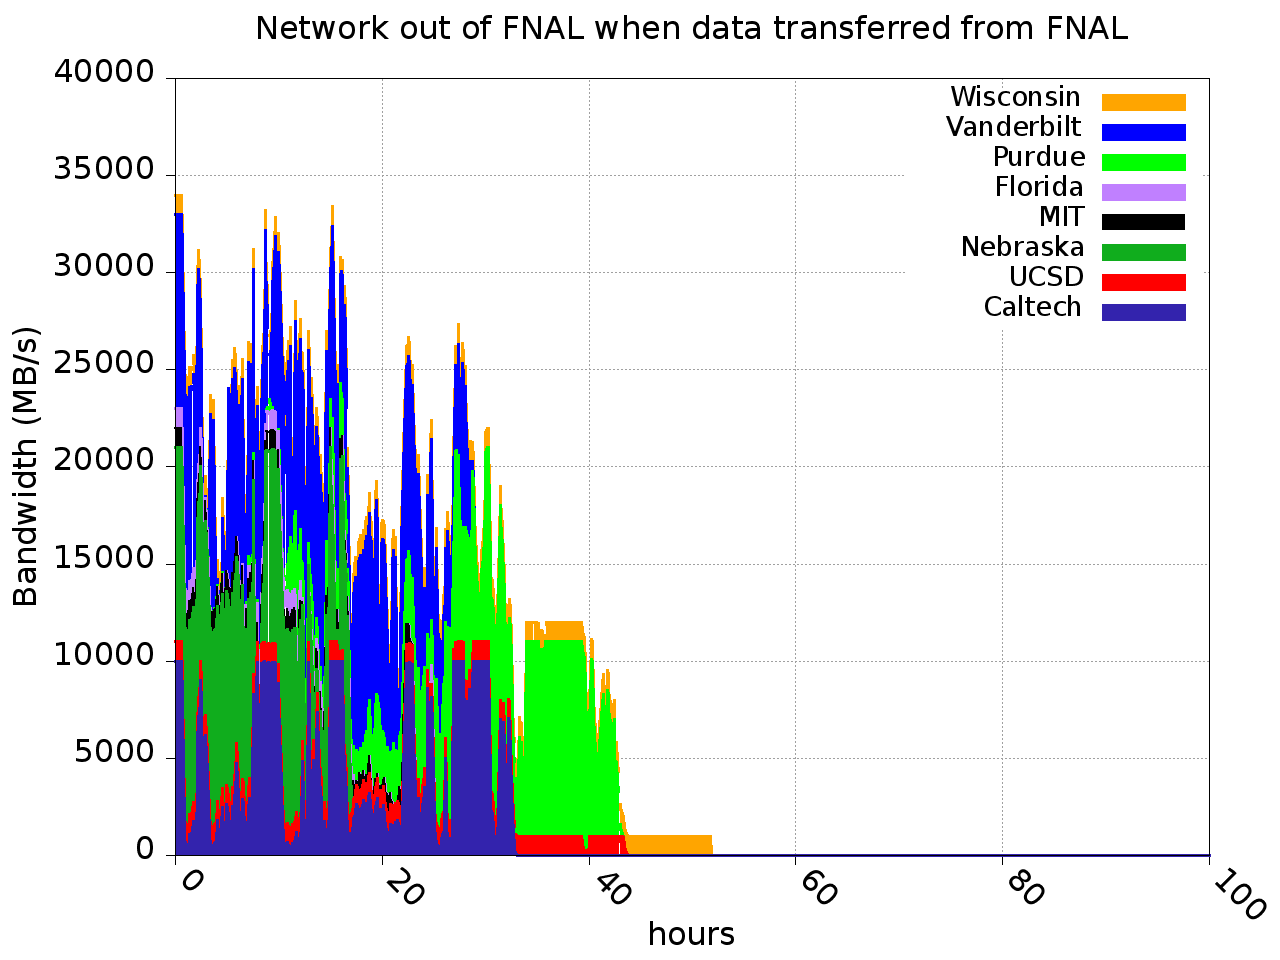 Network out of FNAL when data transferred from FNAL
40000
35000
30000
25000
20000
15000
10000
5000
0
Bandwidth (MB/s)
Wisconsin
Vanderbilt
Purdue
Florida
MIT
Nebraska
UCSD
Caltech
0 20 40 60 80 100
hours